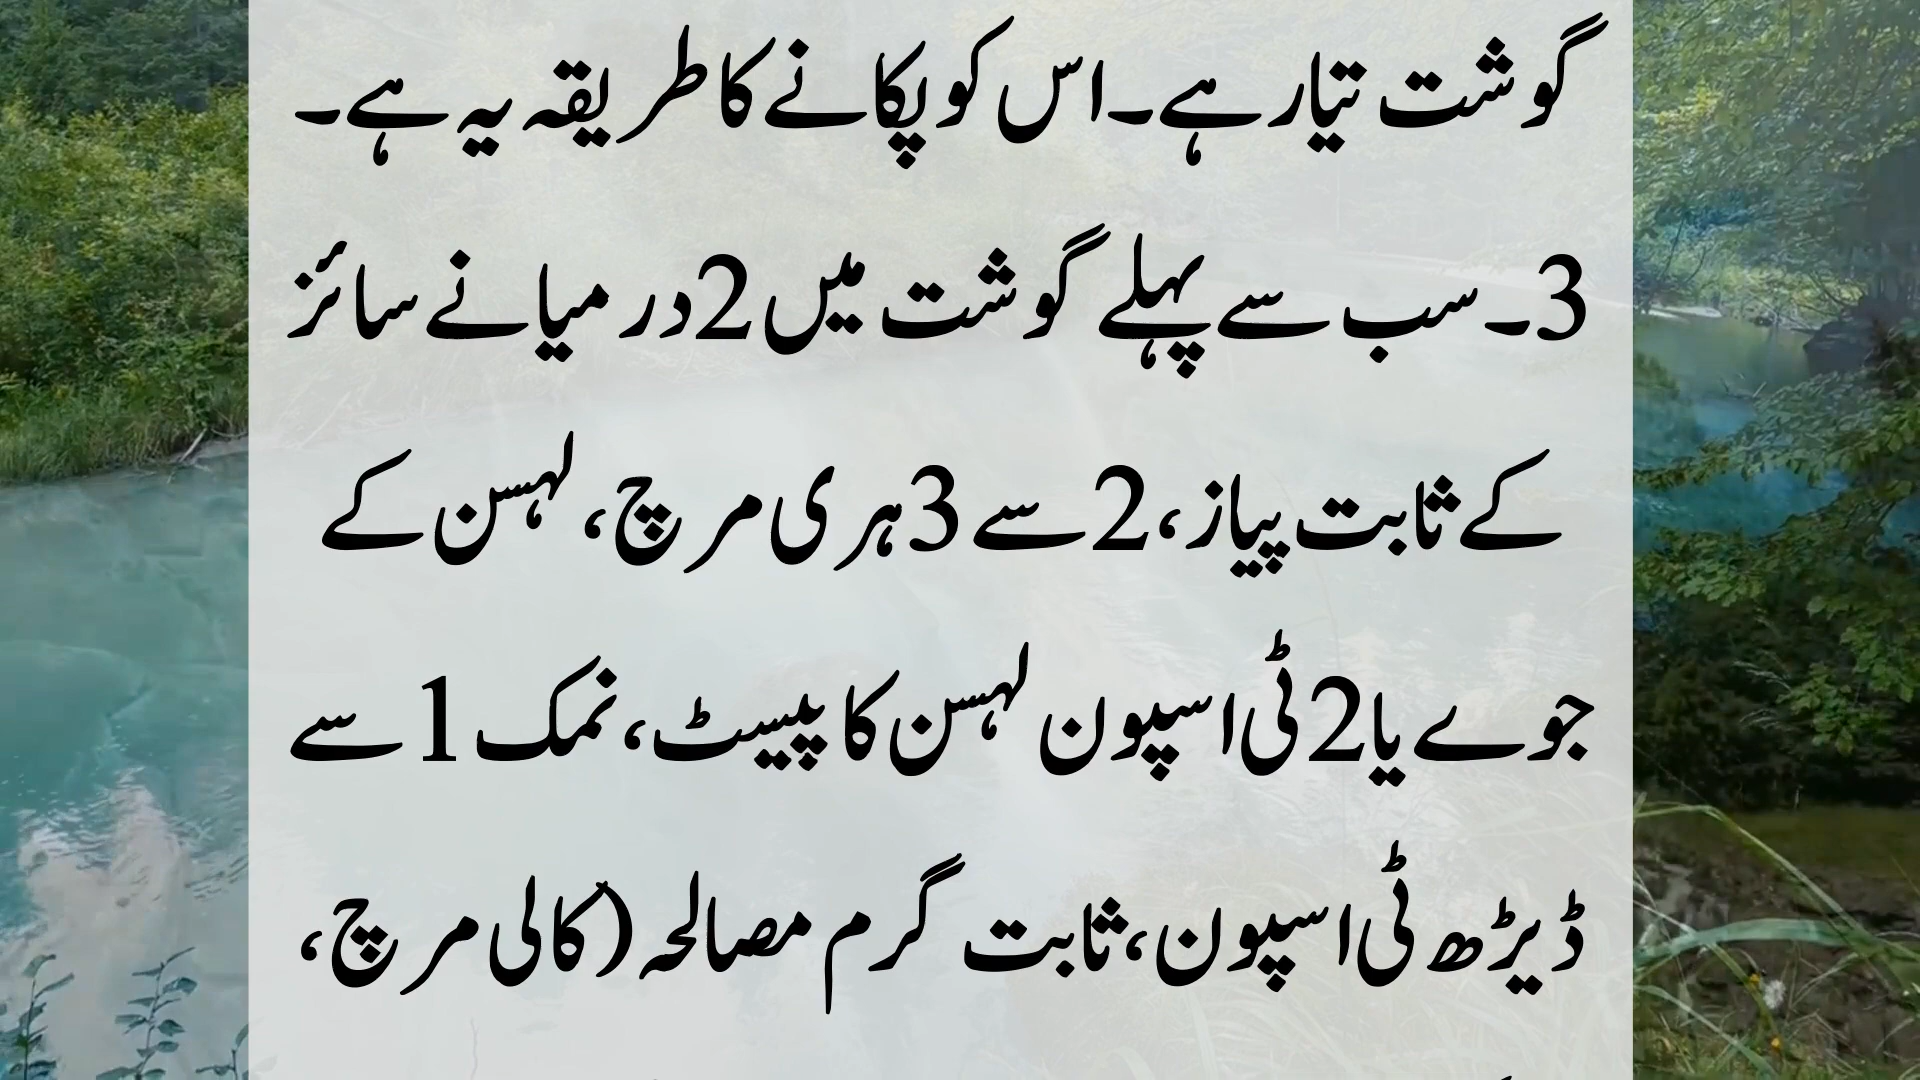 گوشت تیار ہے۔ اس کو پکانے کا طریقہ یہ ہے۔
3۔ سب سے پہلے گوشت میں 2 درمیانے سائز
کے ثابت پیاز، 2 سے 3 ہری مرچ، لہسن کے
جوے یا 2 ٹی اسپون لہسن کا پیسٹ، نمک 1 سے
ڈیڑھ ٹی اسپون، ثابت گرم مصالحہ (کالی مرچ،